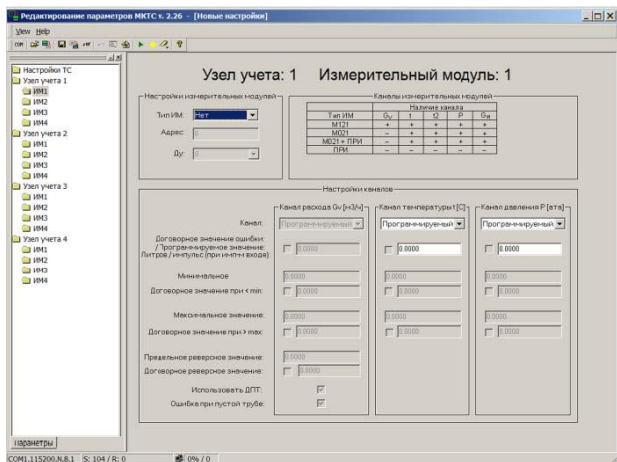 Редактирование параметров МКТС v. 2.26 - [Новые настройки]
View Help
Настройки ТС
Узел учета 1
ИМ1
ИМ2
ИМ3
ИМ4
Узел учета 2
ИМ1
ИМ2
ИМ3
ИМ4
Узел учета 3
ИМ1
ИМ2
ИМ3
ИМ4
Узел учета 4
ИМ1
ИМ2
ИМ3
ИМ4
Параметры
Узел учета: 1 Измерительный модуль: 1
Настройки измерительных модулей
Тип ИМ: Нет
Адрес: 0
Ду: 0
Каналы измерительных модулей
Наличие канала
Тип ИМ Gv t t2 P Gи
М121 + + + + +
М021 – + + + +
М021 + ПРИ – + + + +
ПРИ – – – – –
Настройки каналов
Канал расхода Gv [м3/ч] Канал температуры t [C] Канал давления P [ата]
Канал: Программируемый Программируемый Программируемый
Договорное значение ошибки:
/ Программируемое значение: 0.0000 0.0000 0.0000
Литров / импульс (при имп-м входе):
Минимальное 0.0000 0.0000 0.0000
Договорное значение при < min: 0.0000 0.0000 0.0000
Максимальное значение: 0.0000 0.0000 0.0000
Договорное значение при > max: 0.0000 0.0000 0.0000
Предельное реверсное значение: 0.0000
Договорное реверсное значение: 0.0000
Использовать ДПТ:
Ошибка при пустой трубе:
COM1,115200,N,8,1 S: 104 / R: 0 0% / 0